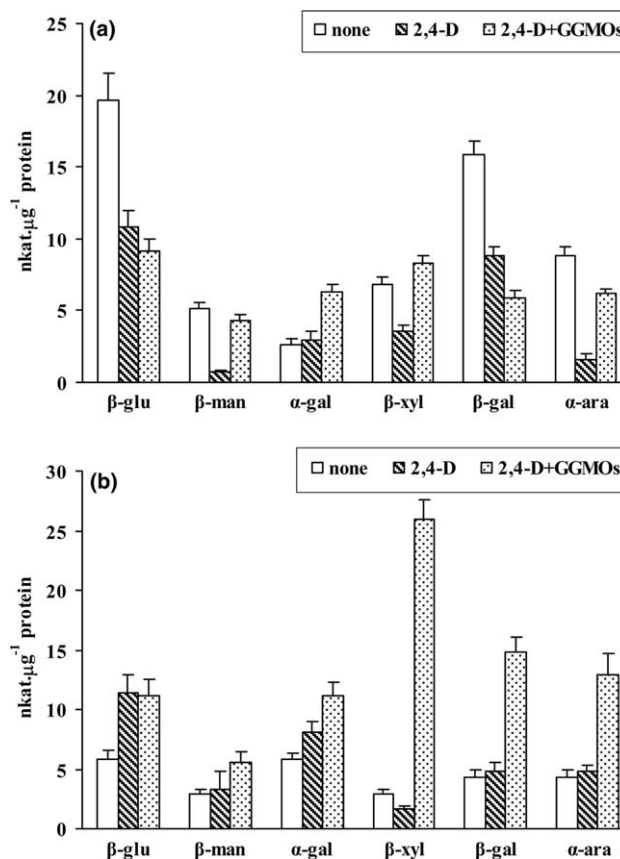 (a)
none 2,4-D 2,4-D+GGMOs
25
20
15
10
5
0
nkat.µg⁻¹ protein
β-glu β-man α-gal β-xyl β-gal α-ara
(b)
none 2,4-D 2,4-D+GGMOs
30
25
20
15
10
5
0
nkat.µg⁻¹ protein
β-glu β-man α-gal β-xyl β-gal α-ara